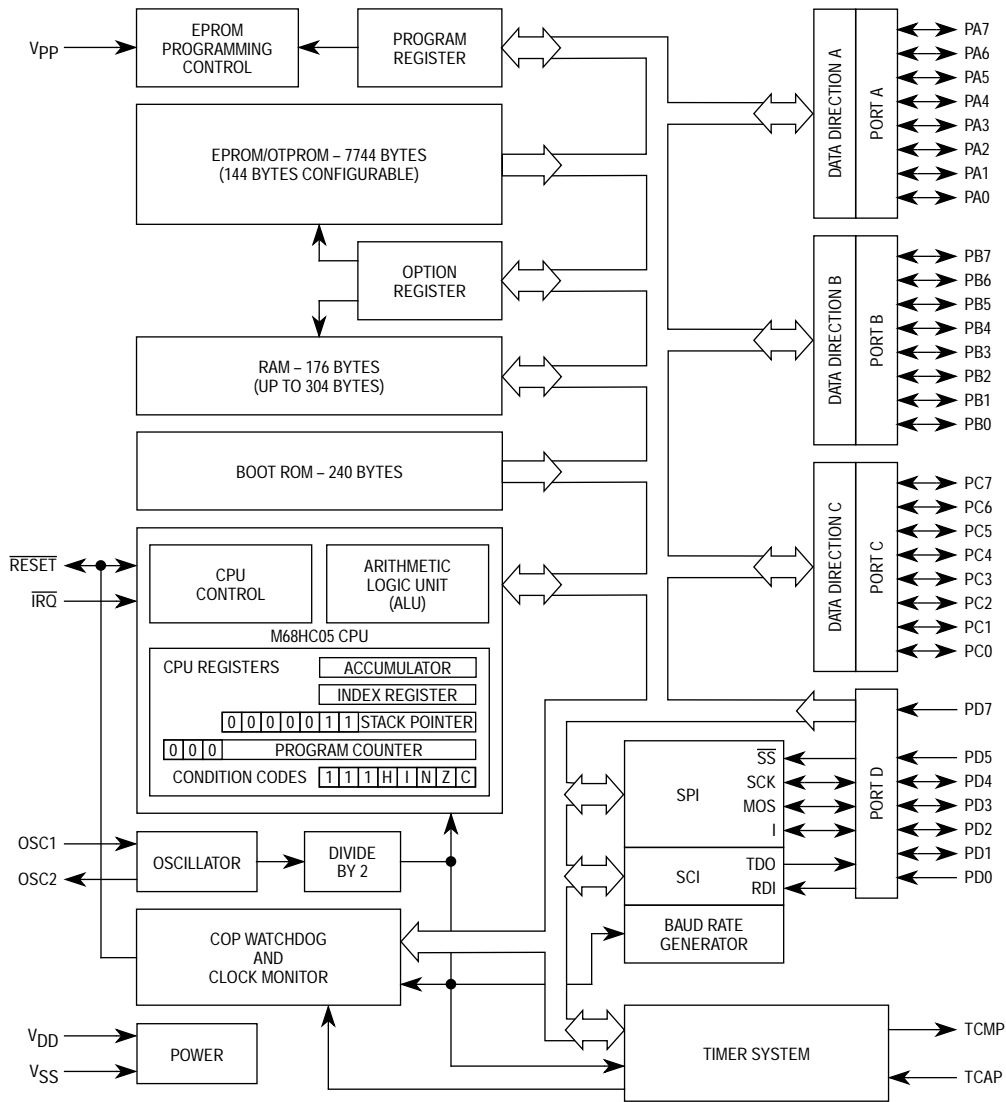 VPP
EPROM
PROGRAMMING
CONTROL
PROGRAM
REGISTER
EPROM/OTPROM – 7744 BYTES
(144 BYTES CONFIGURABLE)
OPTION
REGISTER
RAM – 176 BYTES
(UP TO 304 BYTES)
BOOT ROM – 240 BYTES
RESET
IRQ
CPU
CONTROL
ARITHMETIC
LOGIC UNIT
(ALU)
M68HC05 CPU
CPU REGISTERS
ACCUMULATOR
INDEX REGISTER
0 0 0 0 0 1 1 STACK POINTER
0 0 0 PROGRAM COUNTER
CONDITION CODES 1 1 1 H I N Z C
OSC1
OSC2
OSCILLATOR
DIVIDE
BY 2
COP WATCHDOG
AND
CLOCK MONITOR
VDD
VSS
POWER
DATA DIRECTION A
PORT A
PA7
PA6
PA5
PA4
PA3
PA2
PA1
PA0
DATA DIRECTION B
PORT B
PB7
PB6
PB5
PB4
PB3
PB2
PB1
PB0
DATA DIRECTION C
PORT C
PC7
PC6
PC5
PC4
PC3
PC2
PC1
PC0
SPI
SS
SCK
MOS
I
SCI
TDO
RDI
BAUD RATE
GENERATOR
PORT D
PD7
PD5
PD4
PD3
PD2
PD1
PD0
TIMER SYSTEM
TCMP
TCAP